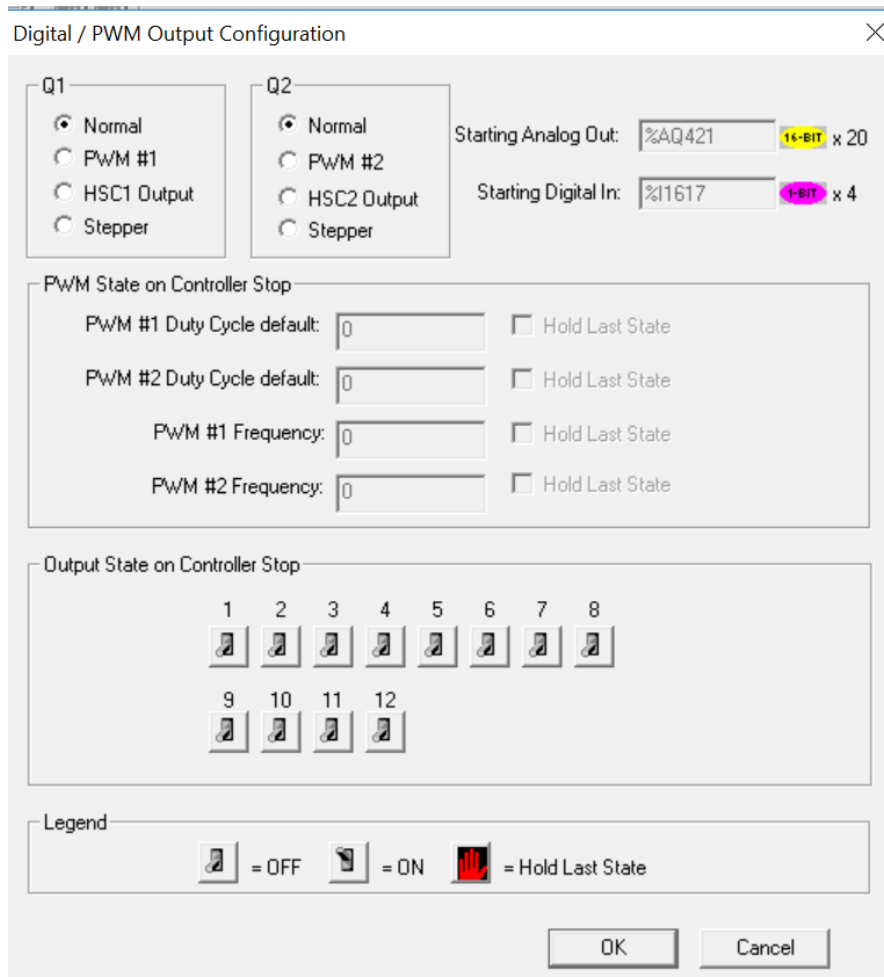 Digital / PWM Output Configuration
Q1
Normal
PWM #1
HSC1 Output
Stepper
Q2
Normal
PWM #2
HSC2 Output
Stepper
Starting Analog Out: %AQ421 16-BIT x 20
Starting Digital In: %I1617 1-BIT x 4
PWM State on Controller Stop
PWM #1 Duty Cycle default: 0 Hold Last State
PWM #2 Duty Cycle default: 0 Hold Last State
PWM #1 Frequency: 0 Hold Last State
PWM #2 Frequency: 0 Hold Last State
Output State on Controller Stop
1 2 3 4 5 6 7 8
9 10 11 12
Legend
= OFF = ON = Hold Last State
OK Cancel